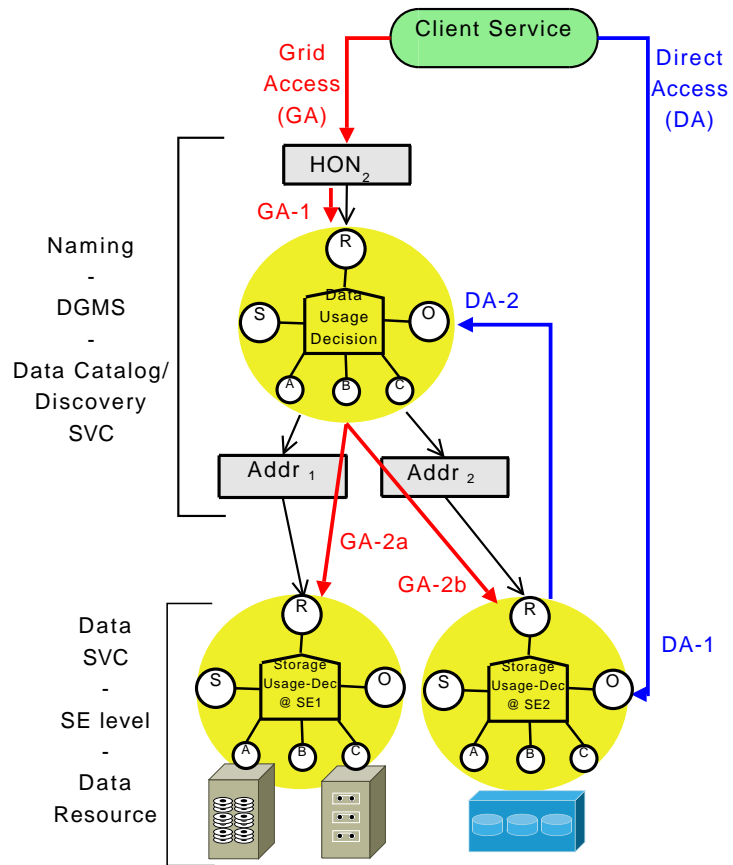 Client Service
Grid
Access
(GA)
Direct
Access
(DA)
HON 2
GA-1
R
Naming
-
DGMS
-
Data Catalog/
Discovery
SVC
S
Data
Usage
Decision
O
DA-2
A
B
C
Addr 1
Addr 2
GA-2a
GA-2b
DA-1
Data
SVC
-
SE level
-
Data
Resource
R
S
Storage
Usage-Dec
@ SE1
O
A
B
C
R
S
Storage
Usage-Dec
@ SE2
O
A
B
C